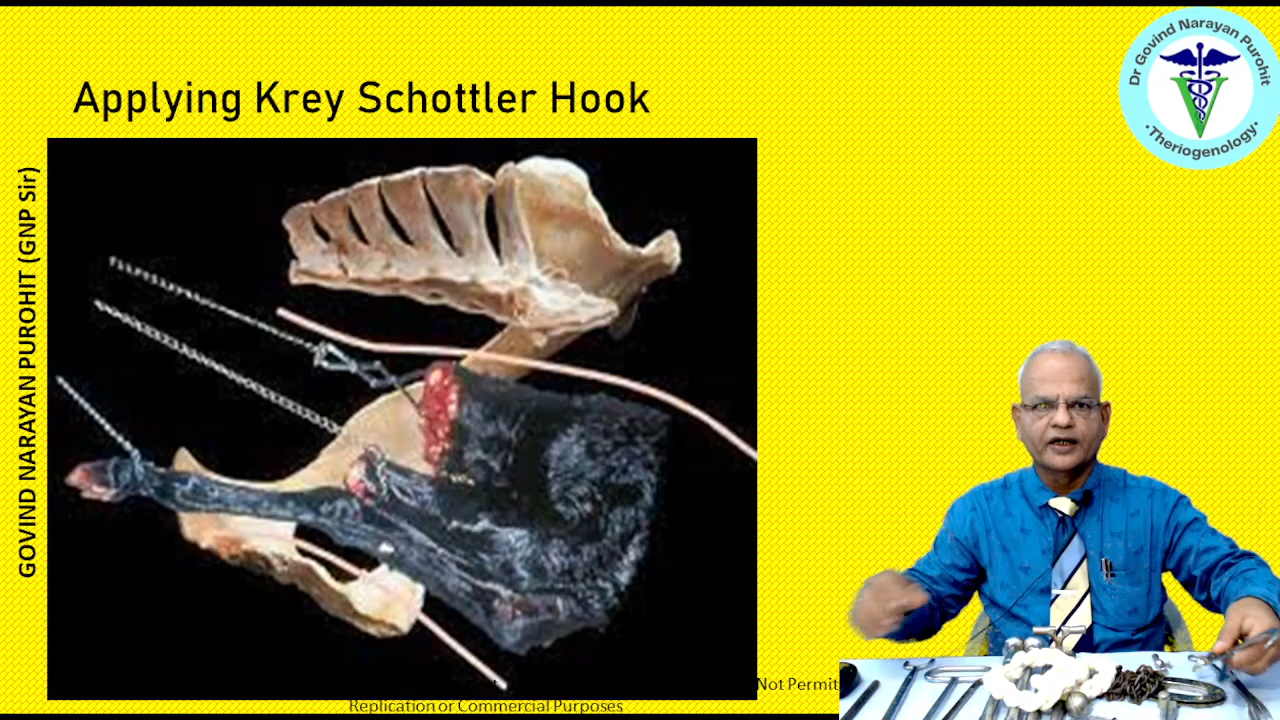 Applying Krey Schottler Hook
GOVIND NARAYAN PUROHIT (GNP Sir)
Dr Govind Narayan Purohit
• Theriogenology •
Not Permit
Replication or Commercial Purposes